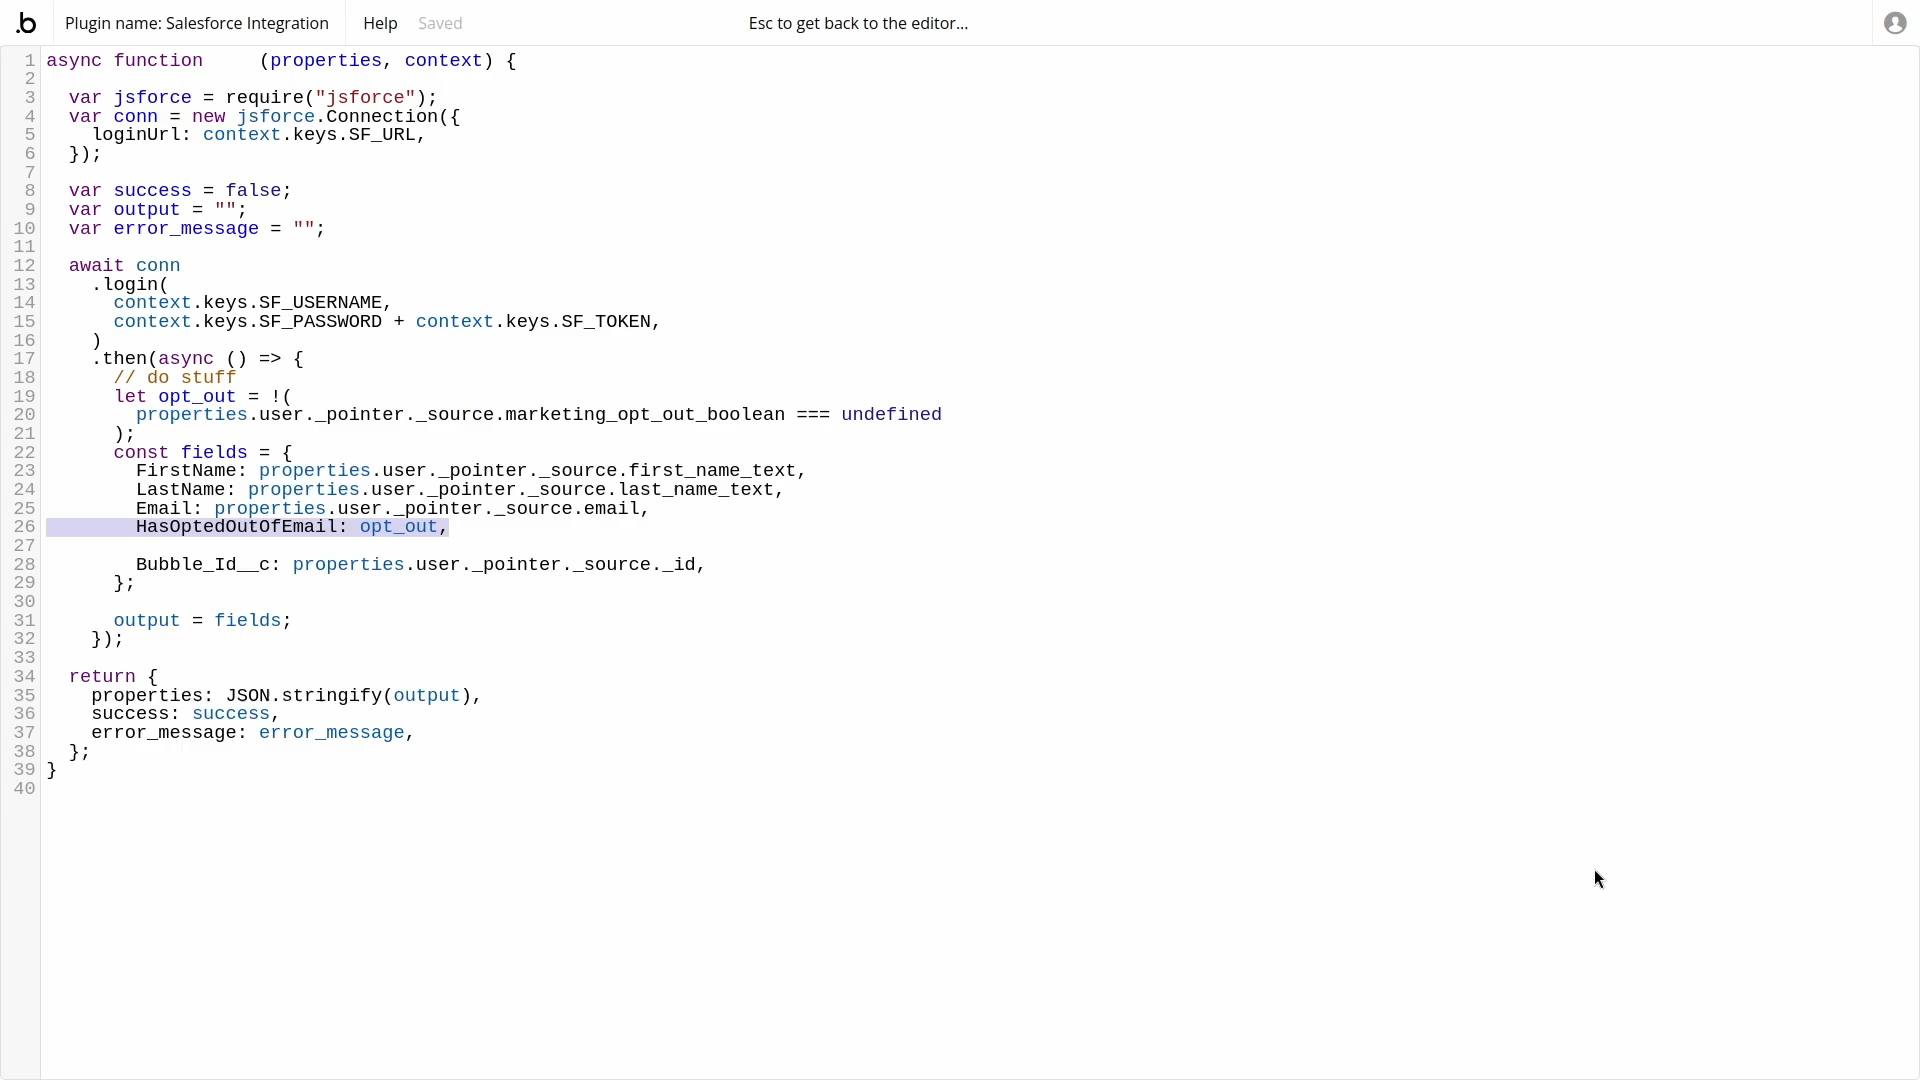 .b Plugin name: Salesforce Integration Help Saved Esc to get back to the editor...
1 async function     (properties, context) {
2
3   var jsforce = require("jsforce");
4   var conn = new jsforce.Connection({
5     loginUrl: context.keys.SF_URL,
6   });
7
8   var success = false;
9   var output = "";
10   var error_message = "";
11
12   await conn
13     .login(
14       context.keys.SF_USERNAME,
15       context.keys.SF_PASSWORD + context.keys.SF_TOKEN,
16     )
17     .then(async () => {
18       // do stuff
19       let opt_out = !(
20         properties.user._pointer._source.marketing_opt_out_boolean === undefined
21       );
22       const fields = {
23         FirstName: properties.user._pointer._source.first_name_text,
24         LastName: properties.user._pointer._source.last_name_text,
25         Email: properties.user._pointer._source.email,
26         HasOptedOutOfEmail: opt_out,
27
28         Bubble_Id__c: properties.user._pointer._source._id,
29       };
30
31       output = fields;
32     });
33
34   return {
35     properties: JSON.stringify(output),
36     success: success,
37     error_message: error_message,
38   };
39 }
40